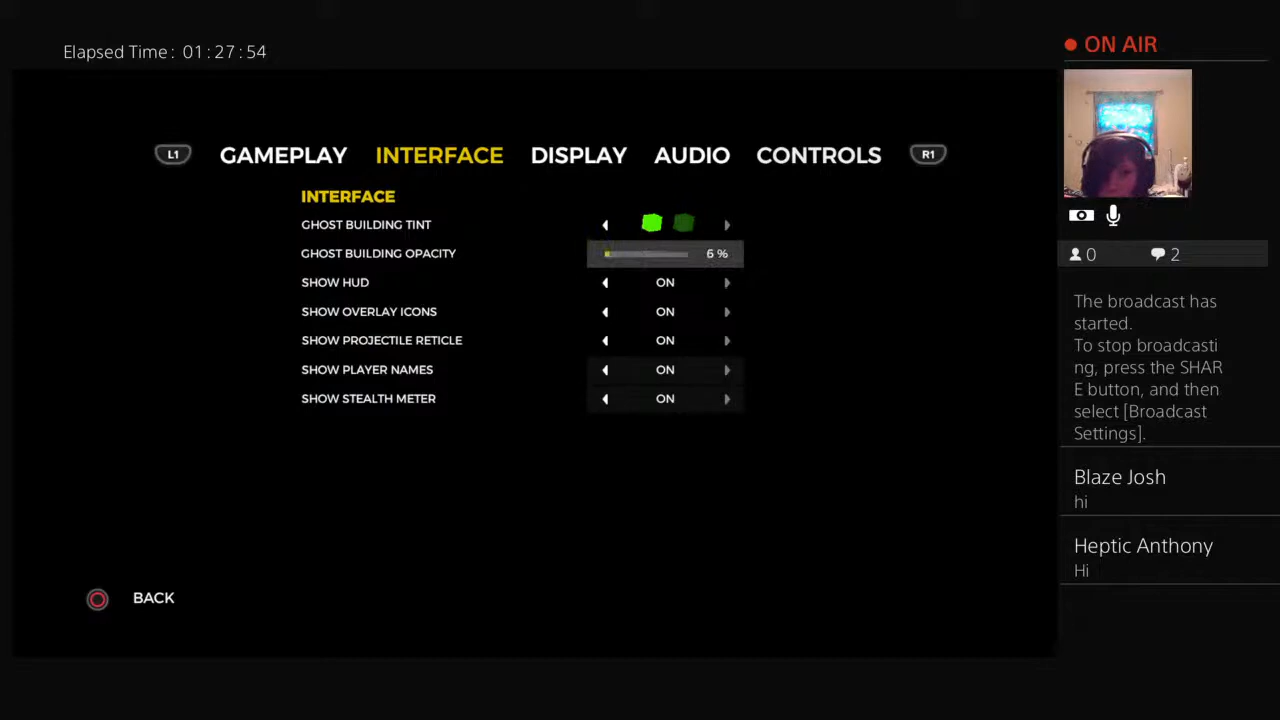 Elapsed Time: 01:27:54
ON AIR
L1 GAMEPLAY INTERFACE DISPLAY AUDIO CONTROLS R1
INTERFACE
GHOST BUILDING TINT
GHOST BUILDING OPACITY 6 %
SHOW HUD ON
SHOW OVERLAY ICONS ON
SHOW PROJECTILE RETICLE ON
SHOW PLAYER NAMES ON
SHOW STEALTH METER ON
BACK
0 2
The broadcast has
started.
To stop broadcasti
ng, press the SHAR
E button, and then
select [Broadcast
Settings].
Blaze Josh
hi
Heptic Anthony
Hi